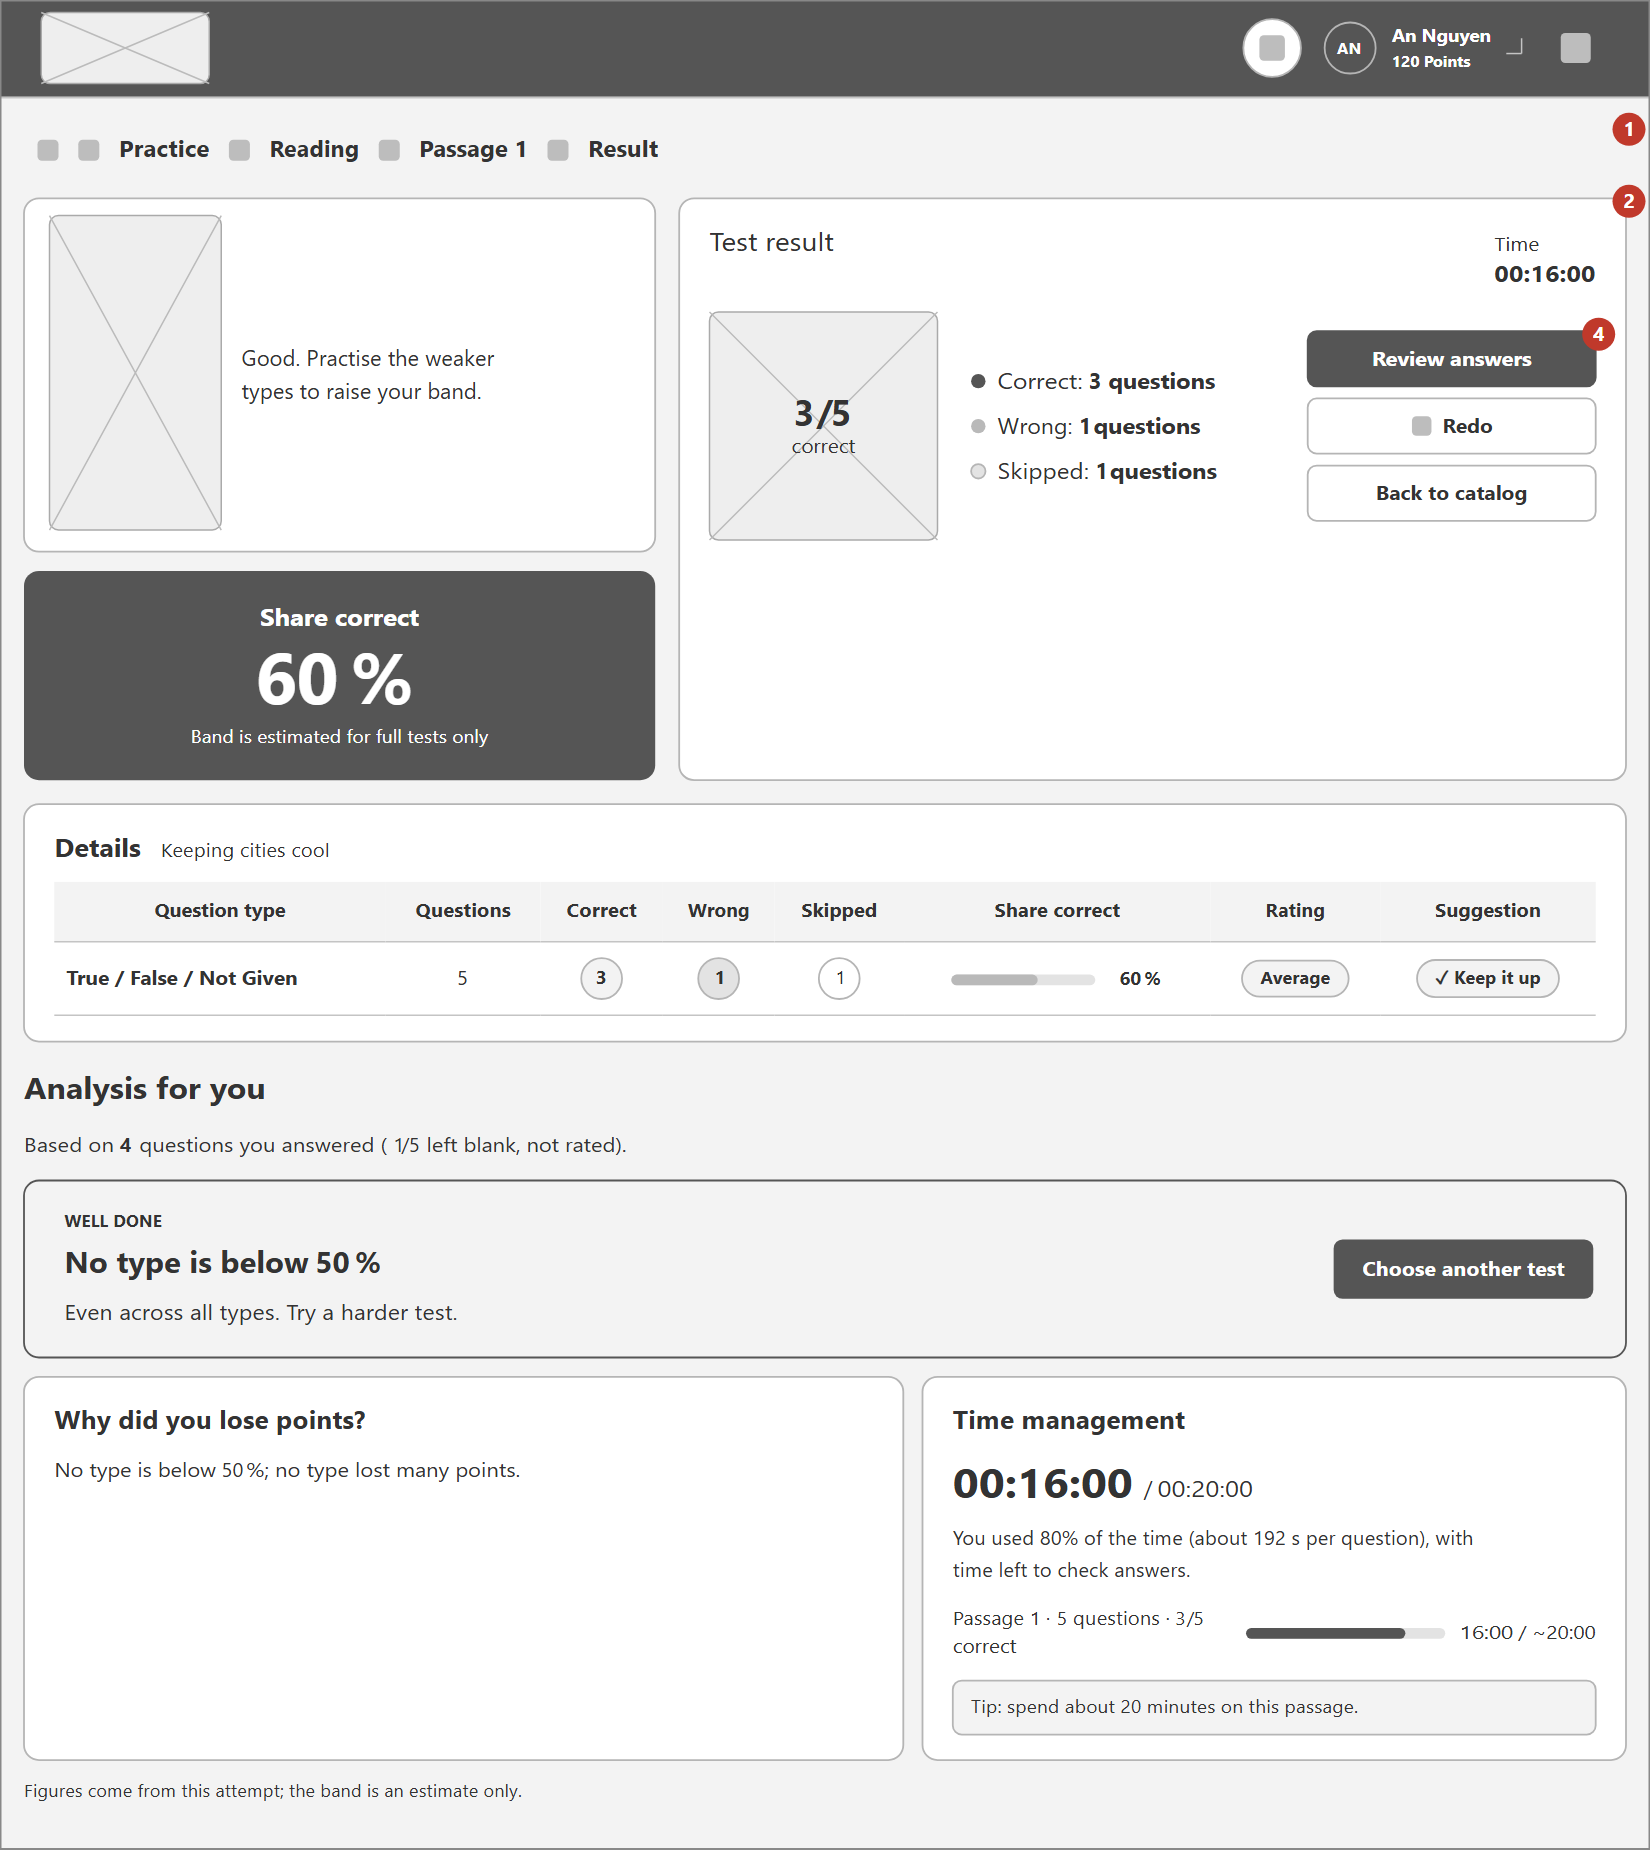 AN
An Nguyen
120 Points
Practice Reading Passage 1 Result
1
2
Good. Practise the weaker
types to raise your band.
Test result
Time
00:16:00
3/5
correct
Correct: 3 questions
Wrong: 1 questions
Skipped: 1 questions
4
Review answers
Redo
Back to catalog
Share correct
60 %
Band is estimated for full tests only
Details Keeping cities cool
Question type Questions Correct Wrong Skipped Share correct Rating Suggestion
True / False / Not Given 5 3 1 1 60 % Average ✓ Keep it up
Analysis for you
Based on 4 questions you answered ( 1/5 left blank, not rated).
WELL DONE
No type is below 50 %
Even across all types. Try a harder test.
Choose another test
Why did you lose points?
No type is below 50 %; no type lost many points.
Time management
00:16:00 / 00:20:00
You used 80% of the time (about 192 s per question), with
time left to check answers.
Passage 1 · 5 questions · 3/5
correct
16:00 / ~20:00
Tip: spend about 20 minutes on this passage.
Figures come from this attempt; the band is an estimate only.